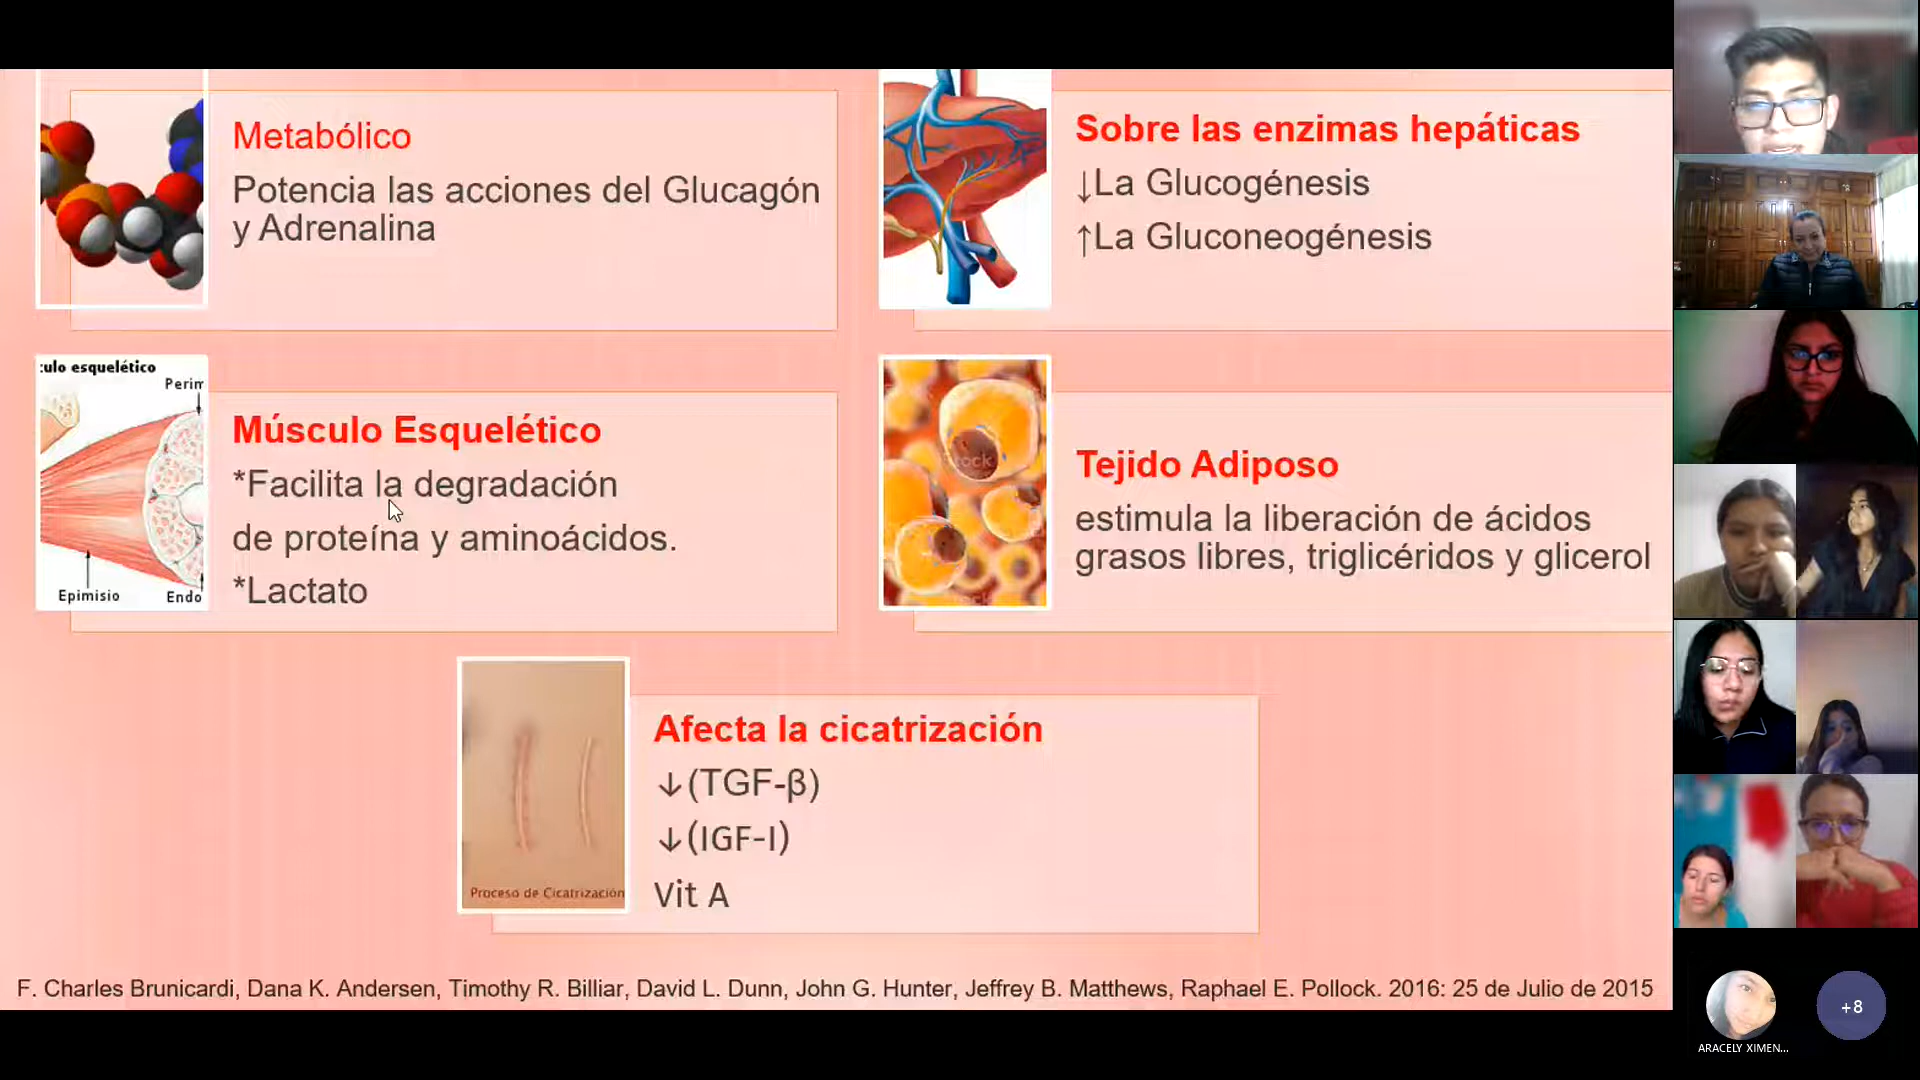 Metabólico
Potencia las acciones del Glucagón
y Adrenalina
Sobre las enzimas hepáticas
↓La Glucogénesis
↑La Gluconeogénesis
:ulo esquelético
Perin
Epimisio
Endo
Músculo Esquelético
*Facilita la degradación
de proteína y aminoácidos.
*Lactato
Tejido Adiposo
estimula la liberación de ácidos
grasos libres, triglicéridos y glicerol
Proceso de Cicatrización
Afecta la cicatrización
↓(TGF-β)
↓(IGF-I)
Vit A
F. Charles Brunicardi, Dana K. Andersen, Timothy R. Billiar, David L. Dunn, John G. Hunter, Jeffrey B. Matthews, Raphael E. Pollock. 2016: 25 de Julio de 2015
+8
ARACELY XIMEN...